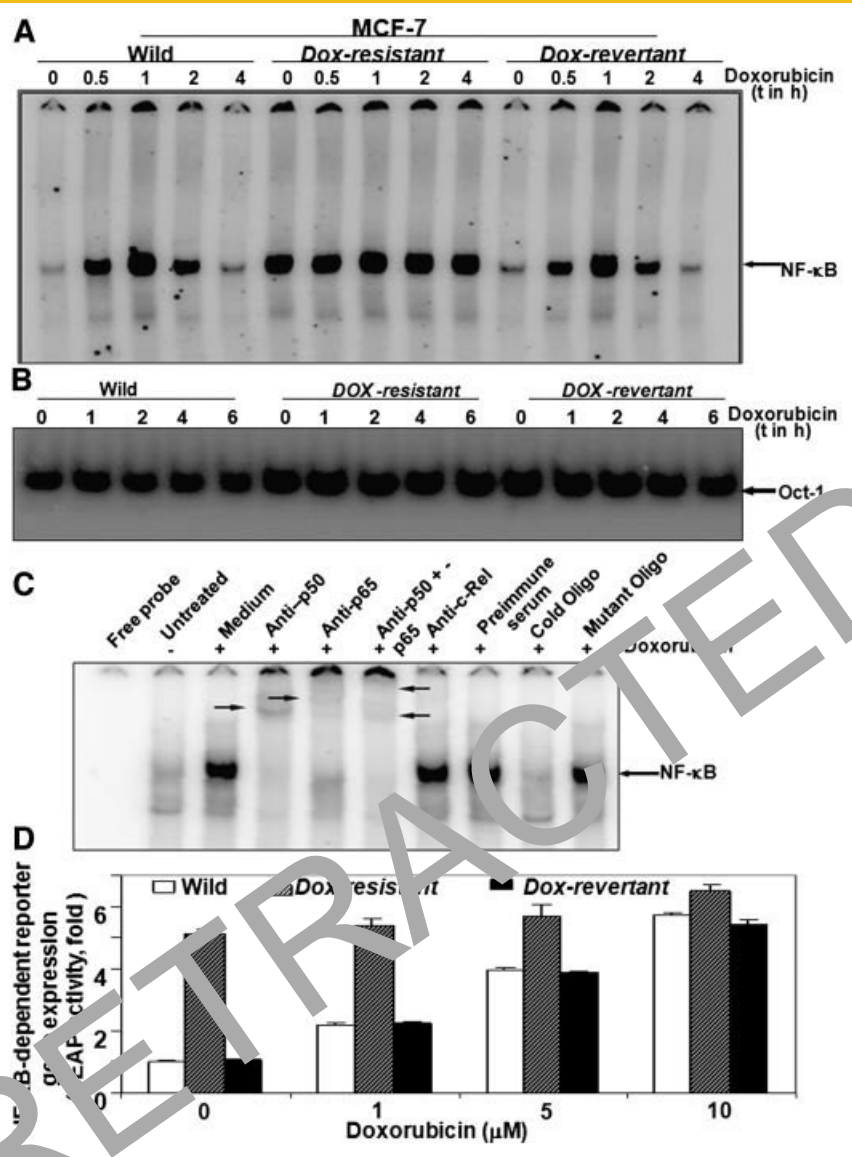 A
MCF-7
Wild Dox-resistant Dox-revertant
0 0.5 1 2 4 0 0.5 1 2 4 0 0.5 1 2 4 Doxorubicin
(t in h)
NF-κB
B
Wild DOX-resistant DOX-revertant
0 1 2 4 6 0 1 2 4 6 0 1 2 4 6 Doxorubicin
(t in h)
Oct-1
C
Free probe
Untreated
Medium
Anti–p50
Anti-p65
Anti-p50 + -
p65
Anti-c-Rel
Preimmune
serum
Cold Oligo
Mutant Oligo
- + + + + + + + +
NF-κB
D
Wild Dox-resistant Dox-revertant
-dependent reporter
expression
fold)
6
4
2
0
0 1 5 10
Doxorubicin (μM)
RETRACTED